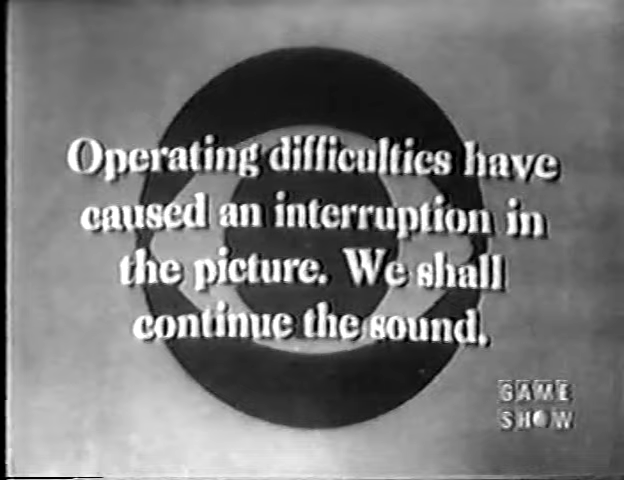 Operating difficulties have
caused an interruption in
the picture. We shall
continue the sound.
GAME
SHOW